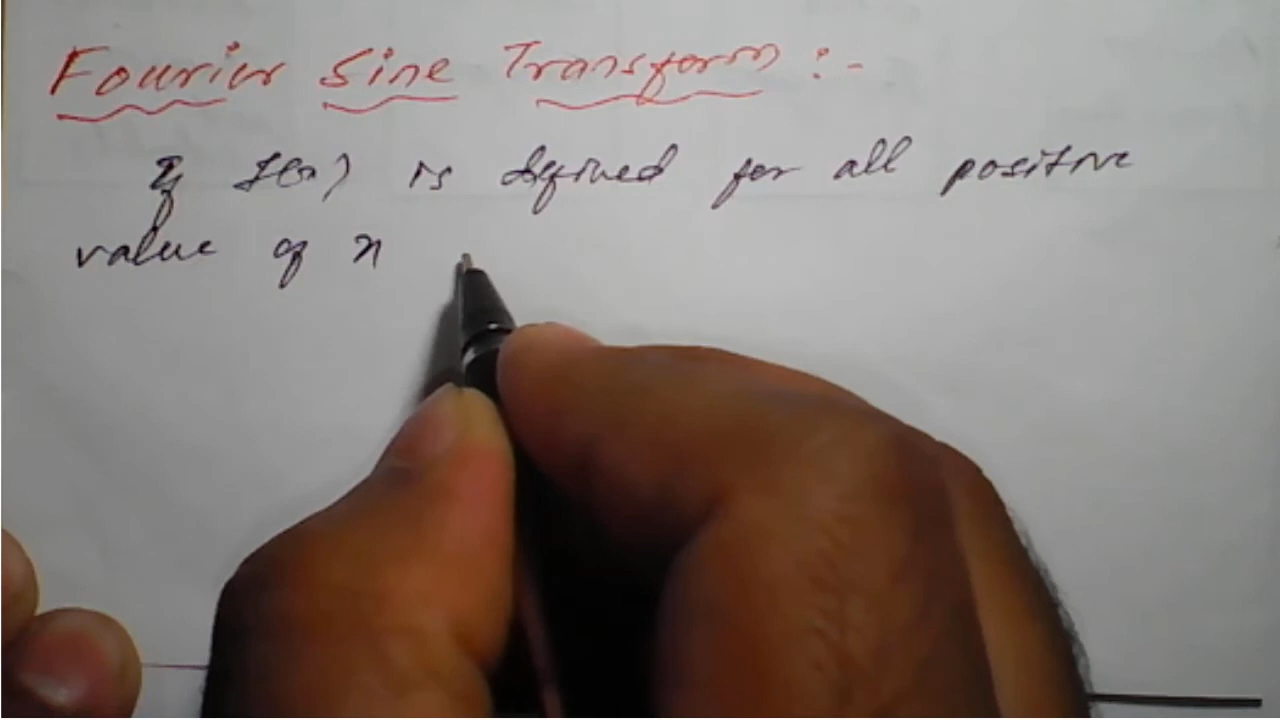 Fourier Sine Transform :-
If f(x) is defined for all positive
value of x